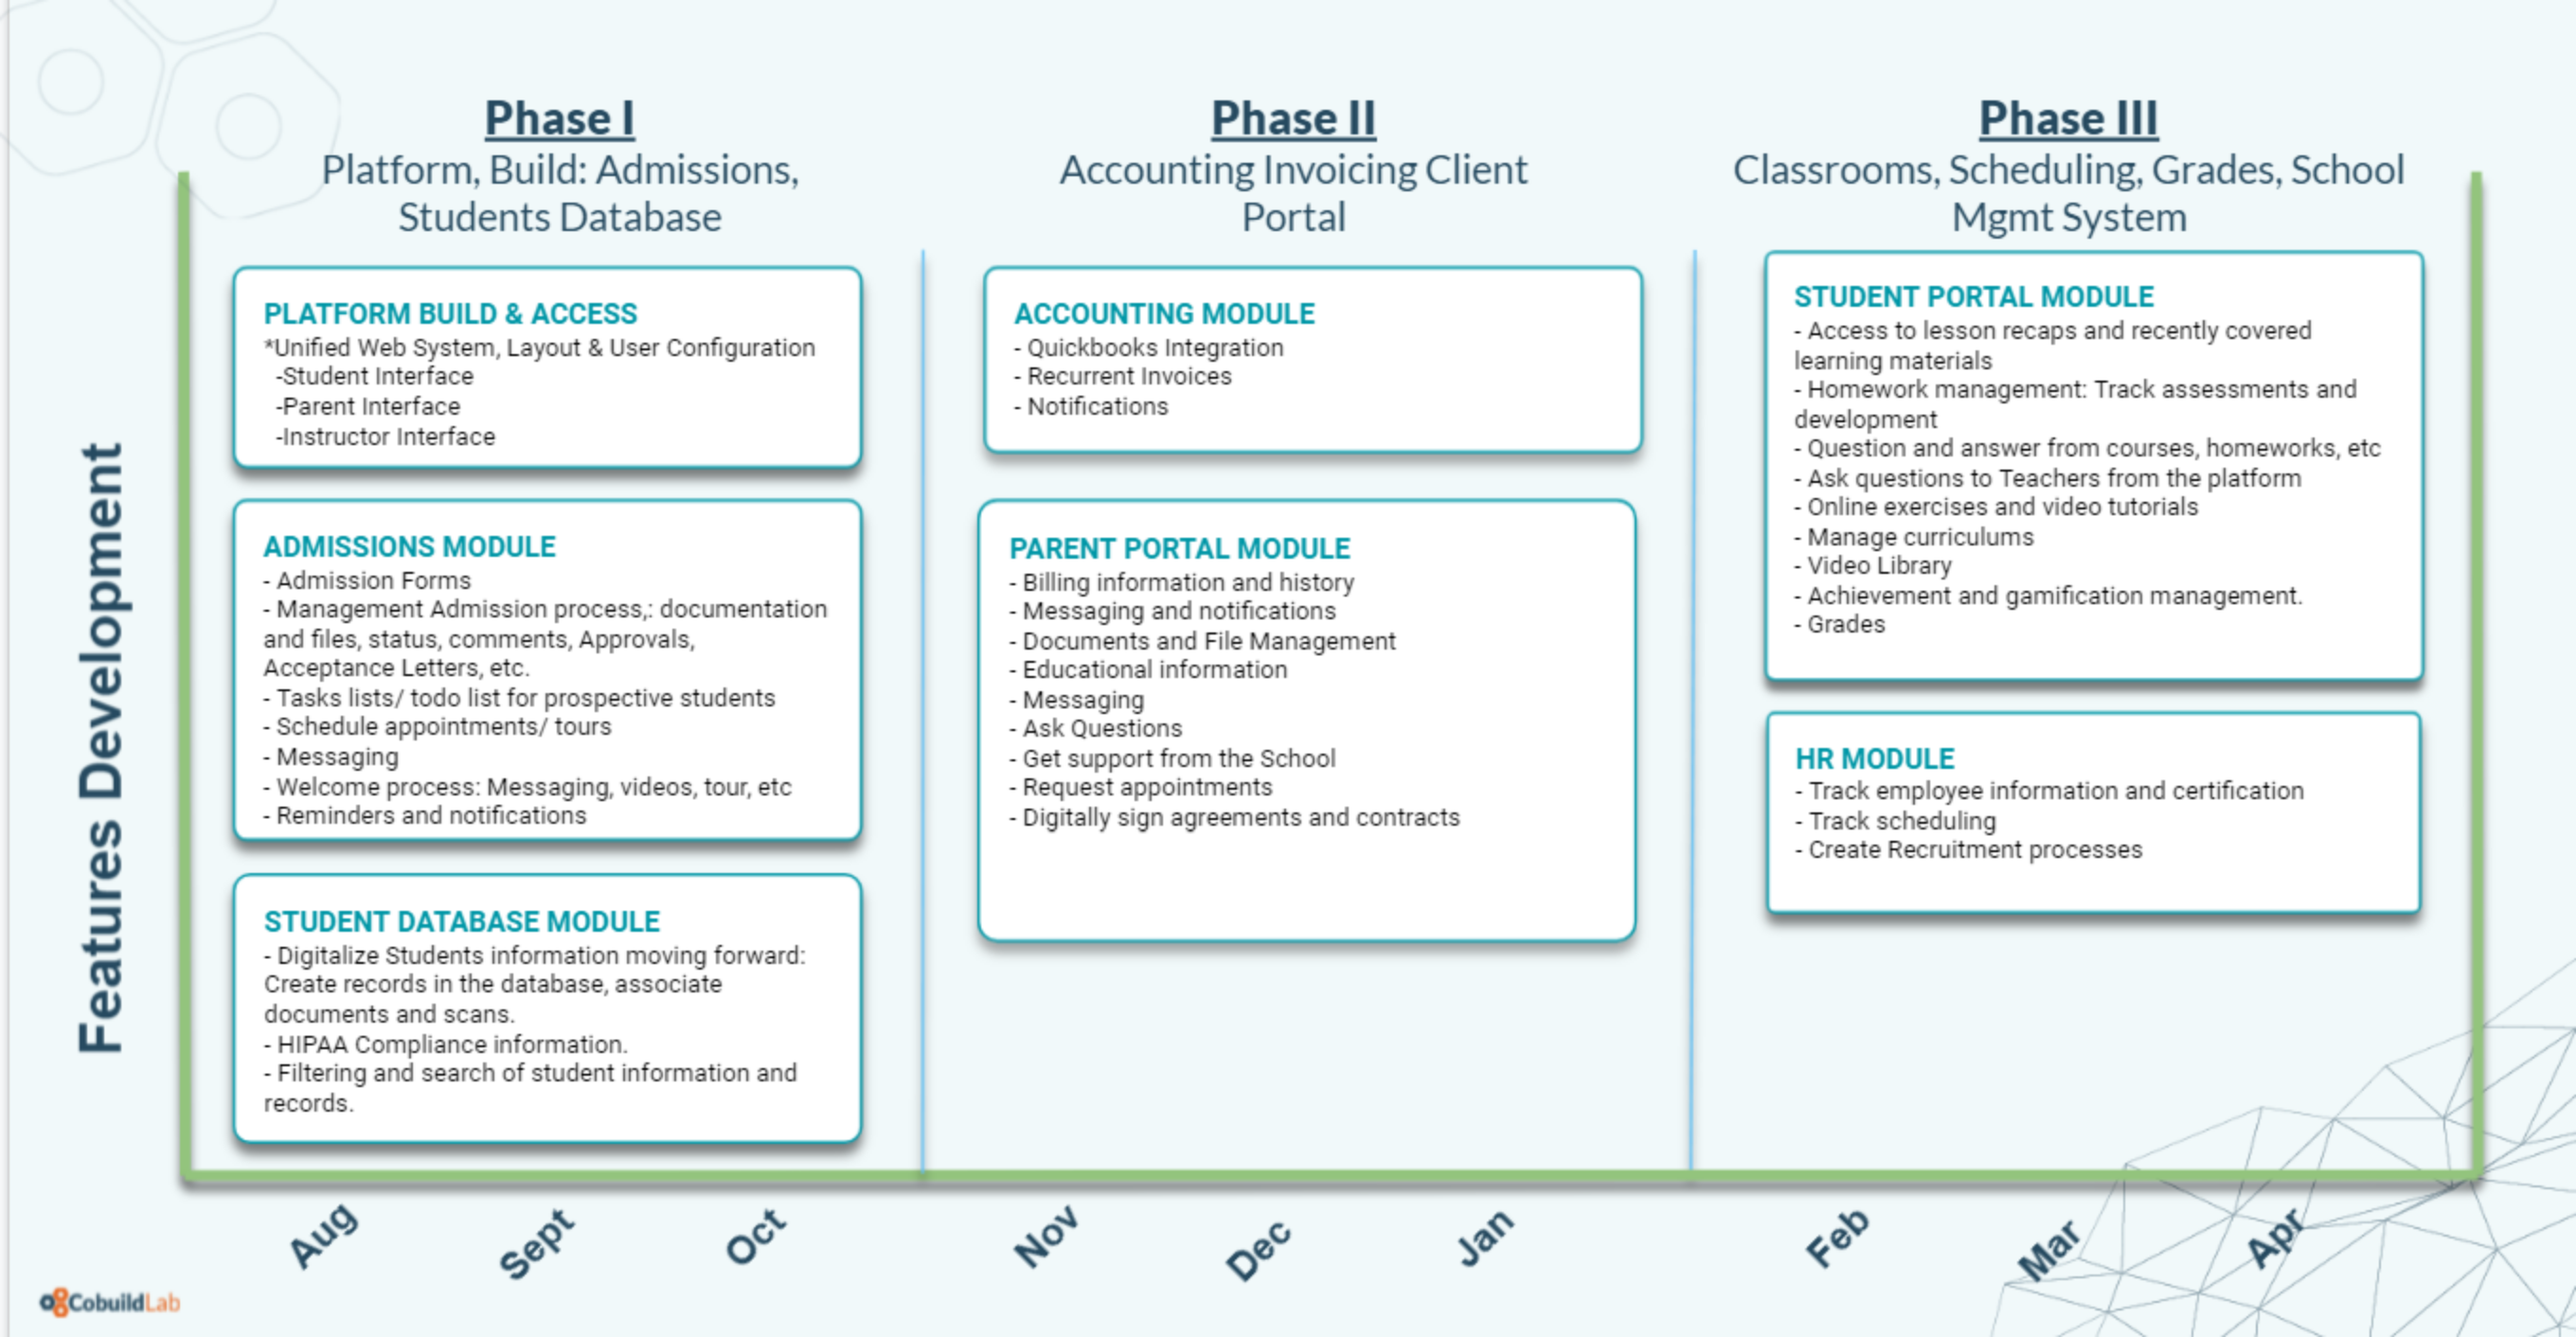 Phase I
Platform, Build: Admissions,
Students Database
Phase II
Accounting Invoicing Client
Portal
Phase III
Classrooms, Scheduling, Grades, School
Mgmt System
Features Development
PLATFORM BUILD & ACCESS
*Unified Web System, Layout & User Configuration
-Student Interface
-Parent Interface
-Instructor Interface
ADMISSIONS MODULE
- Admission Forms
- Management Admission process,: documentation
and files, status, comments, Approvals,
Acceptance Letters, etc.
- Tasks lists/ todo list for prospective students
- Schedule appointments/ tours
- Messaging
- Welcome process: Messaging, videos, tour, etc
- Reminders and notifications
STUDENT DATABASE MODULE
- Digitalize Students information moving forward:
Create records in the database, associate
documents and scans.
- HIPAA Compliance information.
- Filtering and search of student information and
records.
ACCOUNTING MODULE
- Quickbooks Integration
- Recurrent Invoices
- Notifications
PARENT PORTAL MODULE
- Billing information and history
- Messaging and notifications
- Documents and File Management
- Educational information
- Messaging
- Ask Questions
- Get support from the School
- Request appointments
- Digitally sign agreements and contracts
STUDENT PORTAL MODULE
- Access to lesson recaps and recently covered
learning materials
- Homework management: Track assessments and
development
- Question and answer from courses, homeworks, etc
- Ask questions to Teachers from the platform
- Online exercises and video tutorials
- Manage curriculums
- Video Library
- Achievement and gamification management.
- Grades
HR MODULE
- Track employee information and certification
- Track scheduling
- Create Recruitment processes
Aug
Sept
Oct
Nov
Dec
Jan
Feb
Mar
Apr
CobuildLab